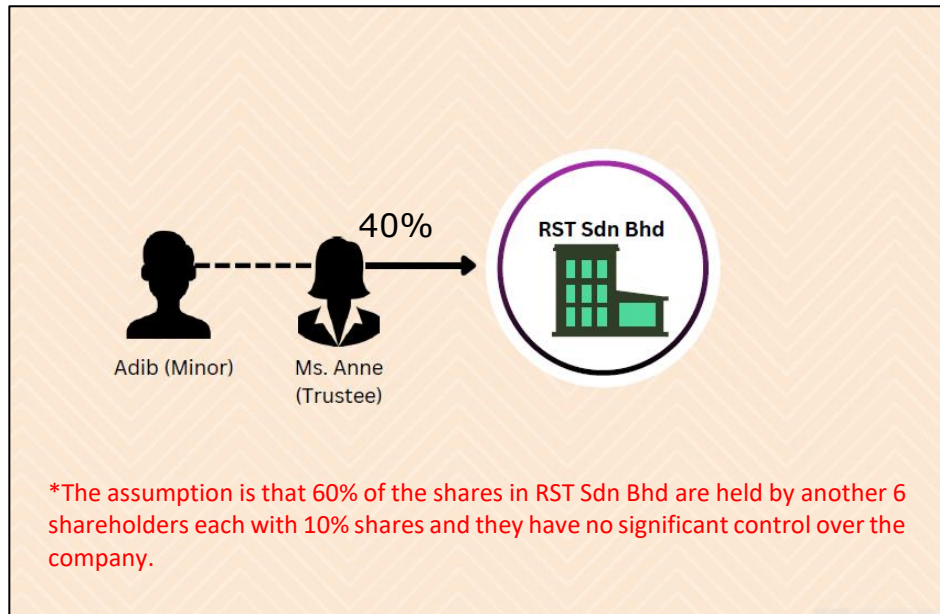 40%
RST Sdn Bhd
Adib (Minor)
Ms. Anne
(Trustee)
*The assumption is that 60% of the shares in RST Sdn Bhd are held by another 6
shareholders each with 10% shares and they have no significant control over the
company.